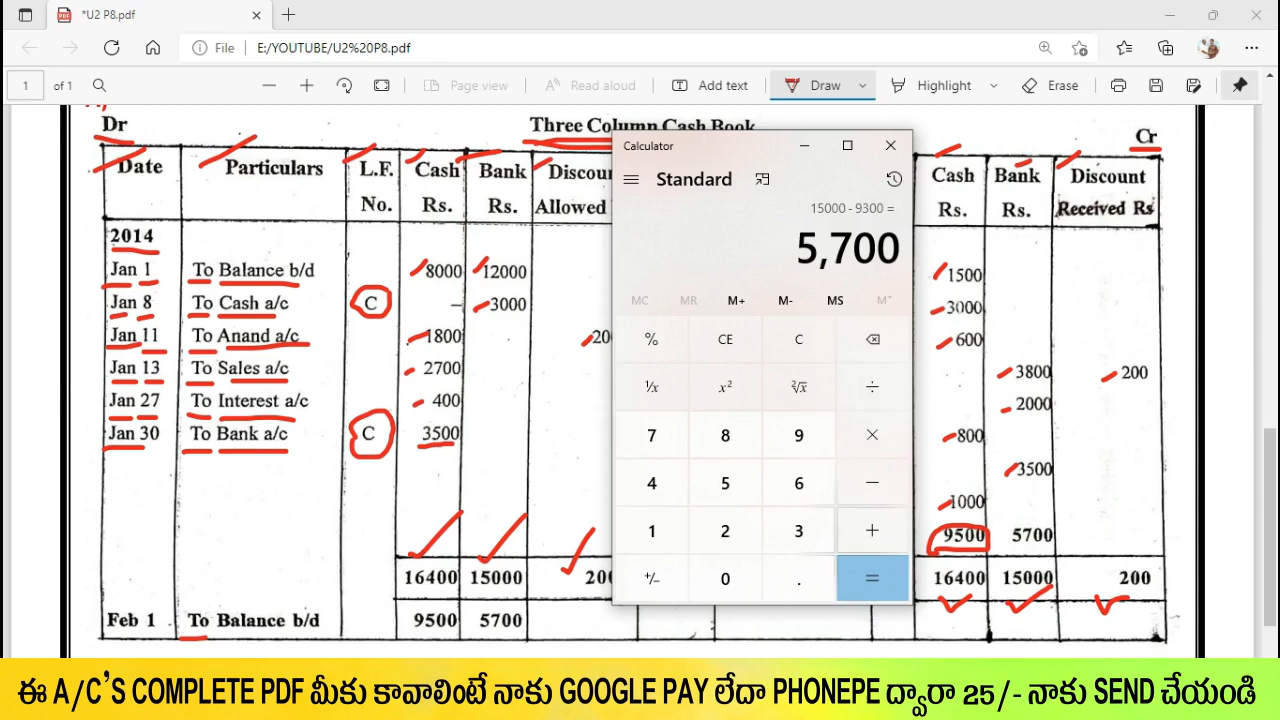 *U2 P8.pdf
File E:/YOUTUBE/U2%20P8.pdf
1 of 1 Page view Read aloud Add text Draw Highlight Erase
Dr Three Column Cash Book Cr
Date Particulars L.F. No. Cash Rs. Bank Rs. Discou Allowed Cash Rs. Bank Rs. Discount Received Rs
2014
Jan 1 To Balance b/d 8000 12000 1500
Jan 8 To Cash a/c C – 3000 3000
Jan 11 To Anand a/c 1800 200 600
Jan 13 To Sales a/c 2700 3800 200
Jan 27 To Interest a/c 400 2000
Jan 30 To Bank a/c C 3500 800
3500
1000
9500 5700
16400 15000 200 16400 15000 200
Feb 1 To Balance b/d 9500 5700
Calculator
Standard
15000 - 9300 =
5,700
MC MR M+ M- MS M˅
% CE C
¹/x x² ²√x ÷
7 8 9 ×
4 5 6 −
1 2 3 +
+/− 0 . =
ఈ A/C'S COMPLETE PDF మీకు కావాలింటే నాకు GOOGLE PAY లేదా PHONEPE ద్వారా 25/- నాకు SEND చేయండి